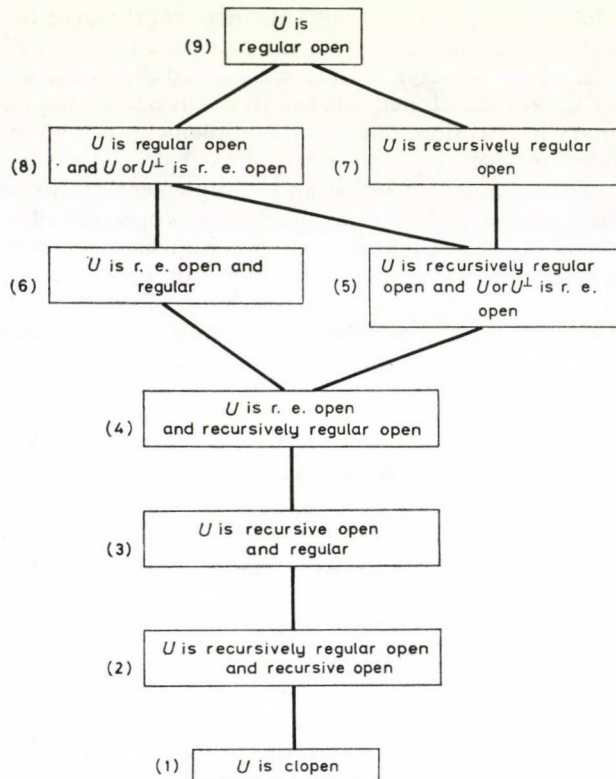 (9) U is
regular open
(8) U is regular open
and U or U⊥ is r. e. open
(7) U is recursively regular
open
(6) U is r. e. open and
regular
(5) U is recursively regular
open and U or U⊥ is r. e.
open
(4) U is r. e. open
and recursively regular open
(3) U is recursive open
and regular
(2) U is recursively regular open
and recursive open
(1) U is clopen